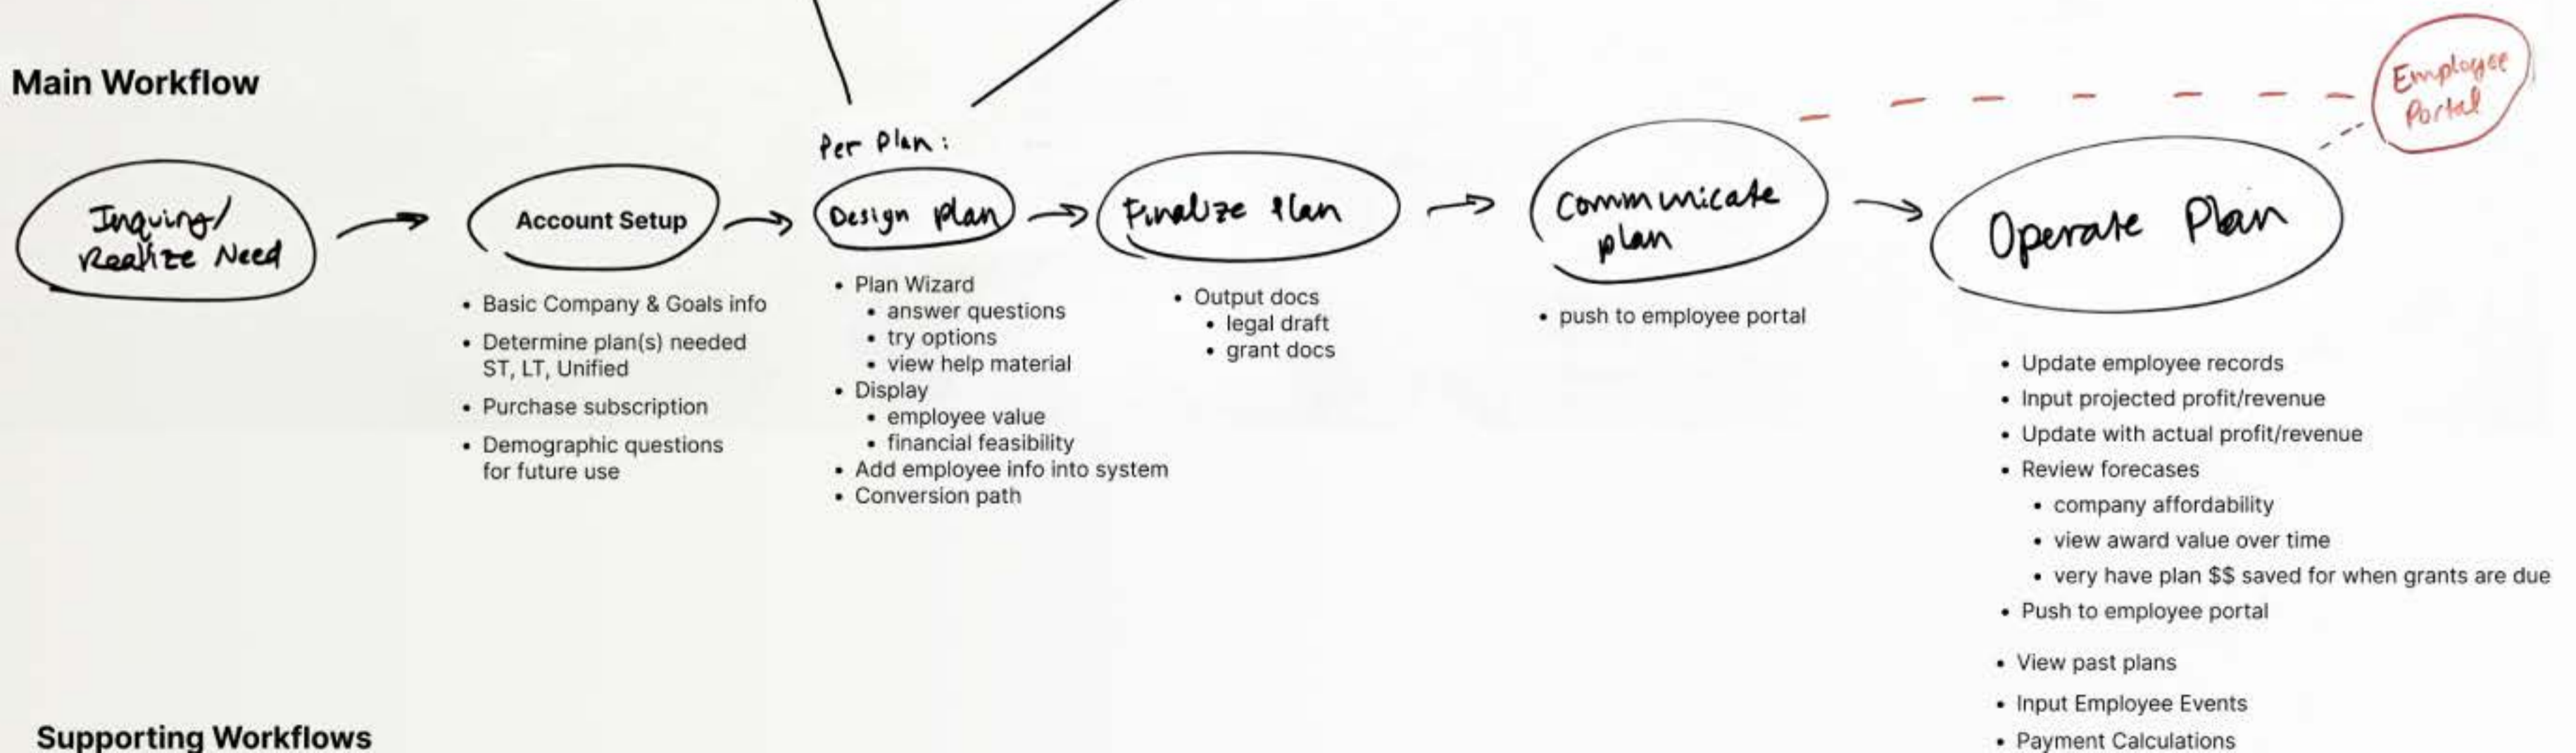 Main Workflow
Employee
Portal
Per Plan:
Inquiry/
Realize Need
Account Setup
Design plan
Finalize Plan
Communicate
plan
Operate Plan
• Basic Company & Goals info
• Determine plan(s) needed
ST, LT, Unified
• Purchase subscription
• Demographic questions
for future use
• Plan Wizard
• answer questions
• try options
• view help material
• Display
• employee value
• financial feasibility
• Add employee info into system
• Conversion path
• Output docs
• legal draft
• grant docs
• push to employee portal
• Update employee records
• Input projected profit/revenue
• Update with actual profit/revenue
• Review forecases
• company affordability
• view award value over time
• very have plan $$ saved for when grants are due
• Push to employee portal
• View past plans
• Input Employee Events
• Payment Calculations
Supporting Workflows